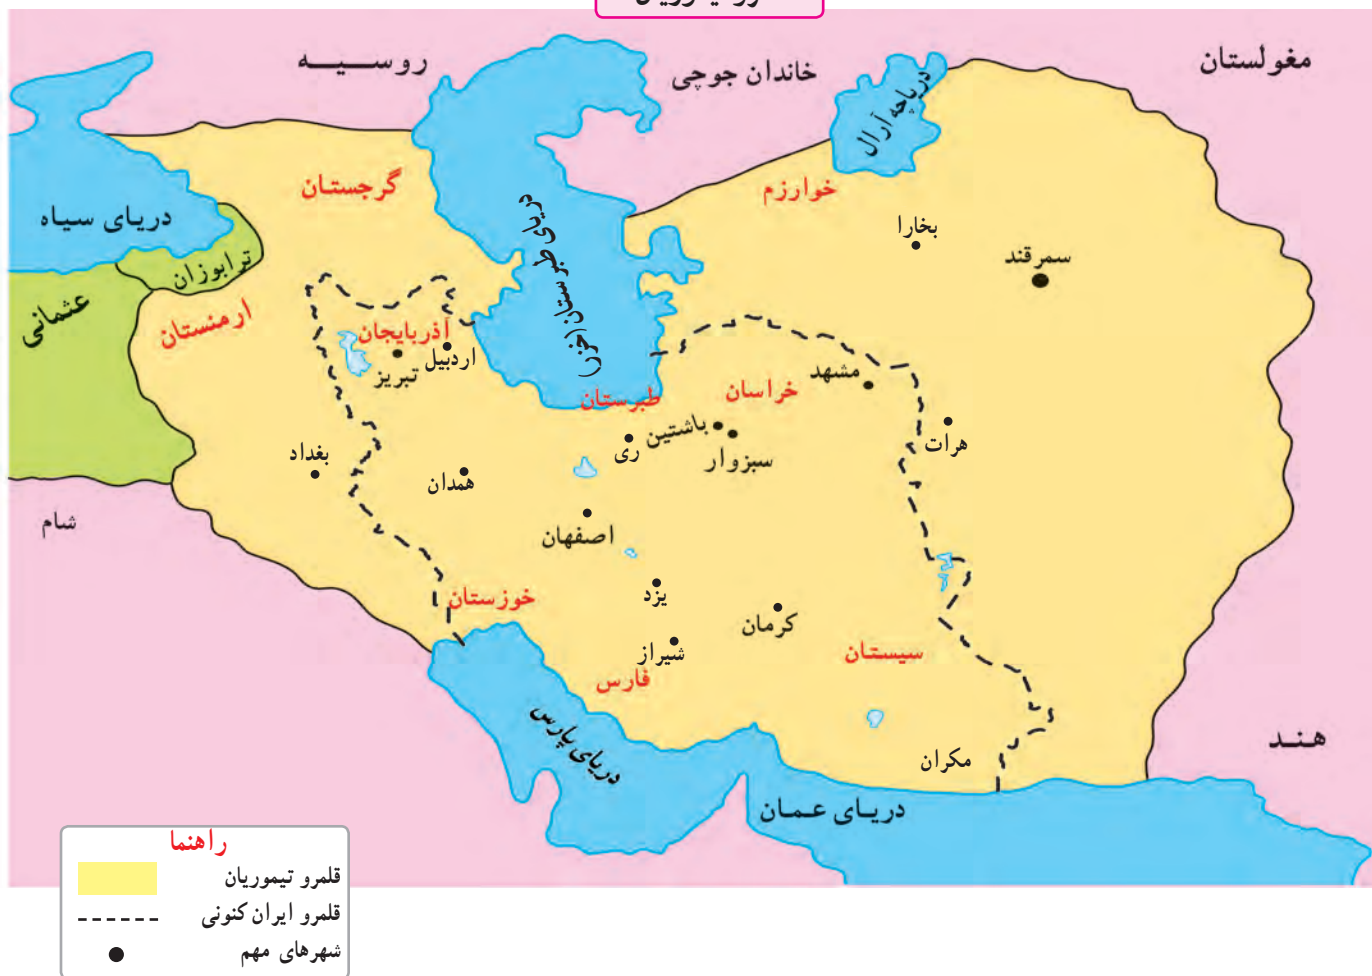 مغولستان
خاندان جوچی
روسیه
دریاچه آرال
خوارزم
گرجستان
بخارا
دریای سیاه
دریای طبرستان (خزر)
سمرقند
ترابوزان
عثمانی
ارمنستان
آذربایجان
اردبیل
تبریز
مشهد
خراسان
طبرستان
باشتین
هرات
ری
سبزوار
بغداد
همدان
شام
اصفهان
یزد
خوزستان
کرمان
شیراز
سیستان
فارس
دریای پارس
هند
مکران
دریای عمان
راهنما
قلمرو تیموریان
قلمرو ایران کنونی
شهرهای مهم